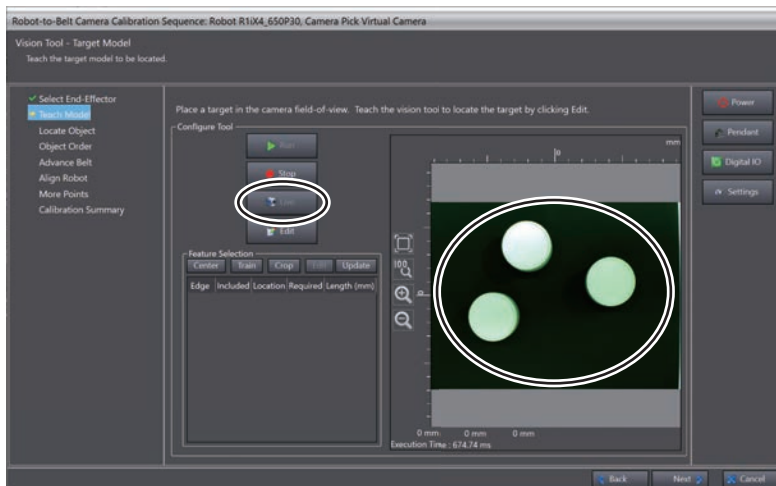 Robot-to-Belt Camera Calibration Sequence: Robot R1iX4_650P30, Camera Pick Virtual Camera
Vision Tool - Target Model
Teach the target model to be located.
Select End-Effector
Teach Model
Locate Object
Object Order
Advance Belt
Align Robot
More Points
Calibration Summary
Place a target in the camera field-of-view. Teach the vision tool to locate the target by clicking Edit.
Configure Tool
Run
Stop
Live
Edit
Feature Selection
Center Train Crop Edit Update
Edge Included Location Required Length (mm)
mm
0
100
0
0 mm 0 mm 0 mm
Execution Time : 674.74 ms
Power
Pendant
Digital IO
Settings
Back Next Cancel